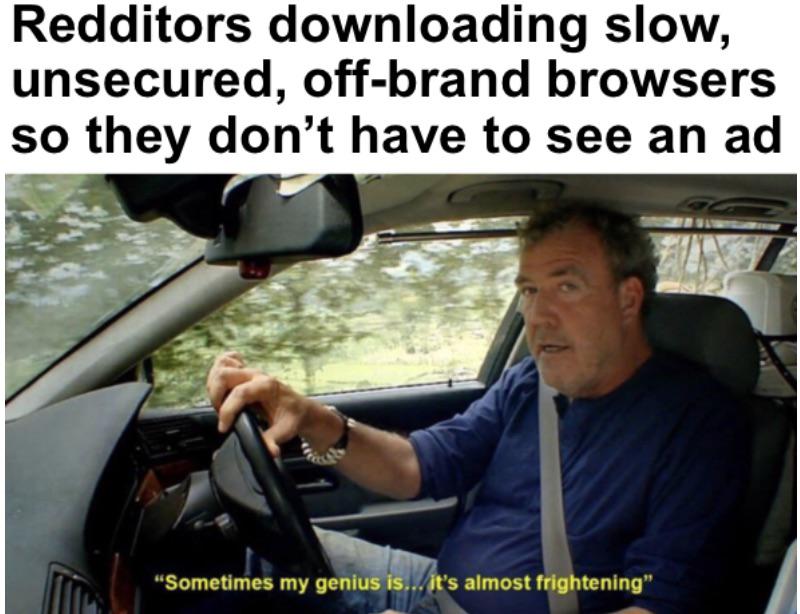 Redditors downloading slow,
unsecured, off-brand browsers
so they don’t have to see an ad
“Sometimes my genius is... it’s almost frightening”